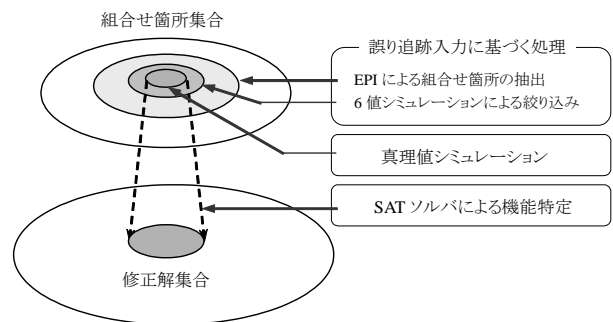 組合せ箇所集合
誤り追跡入力に基づく処理
EPI による組合せ箇所の抽出
6 値シミュレーションによる絞り込み
真理値シミュレーション
SAT ソルバによる機能特定
修正解集合